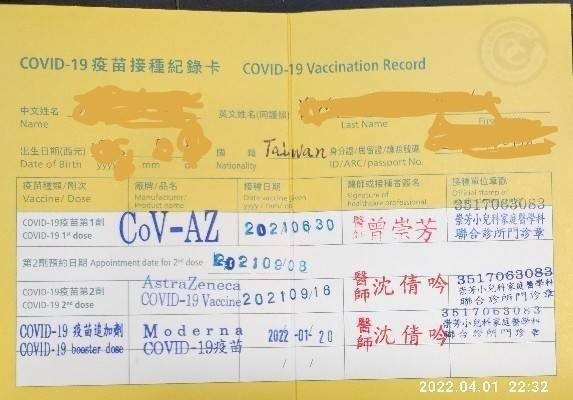 COVID-19 疫苗接種紀錄卡 COVID-19 Vaccination Record
中文姓名 英文姓名(同護照)
Name Last Name First
出生日期(西元) 國籍 Taiwan 身分證/居留證/護照號碼
Date of Birth yyyy mm Nationality ID/ARC/passport No.
疫苗種類/劑次 廠牌/品名 接種日期 醫師或接種者簽名 接種單位章戳
Vaccine/ Dose Manufacturer/ Date vaccine given Signature of Official stamp of
Product name yyyy / mm / dd healthcare professional
COVID-19疫苗第1劑 CoV-AZ 20210630 醫師 曾崇芳 3517063083
COVID-19 1st dose 崇芳小兒科家庭醫學科
聯合診所門診章
第2劑預約日期 Appointment date for 2nd dose 202109/08
COVID-19疫苗第2劑 AstraZeneca 3517063083
COVID-19 2nd dose COVID-19 Vaccine 202109/16 醫師 沈倩吟 崇芳小兒科家庭醫學科
聯合診所門診章
3517063083
COVID-19 疫苗追加劑 Moderna 2022 -01- 20 醫師 沈倩吟 崇芳小兒科家庭醫學科
COVID-19 booster dose COVID-19疫苗 / / 聯合診所門診章
2022.04.01 22:32